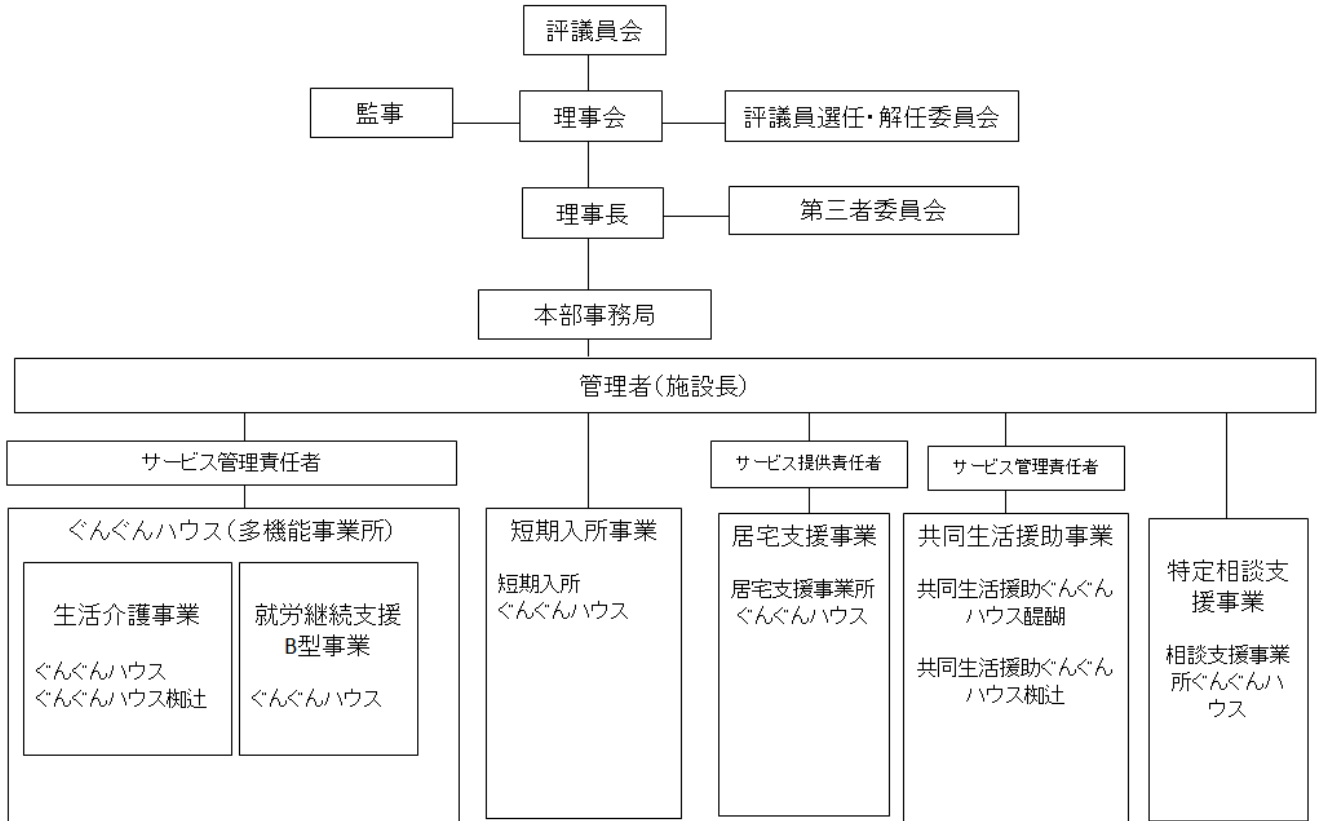 評議員会
監事
理事会
評議員選任・解任委員会
理事長
第三者委員会
本部事務局
管理者(施設長)
サービス管理責任者
サービス提供責任者
サービス管理責任者
ぐんぐんハウス(多機能事業所)
生活介護事業
ぐんぐんハウス
ぐんぐんハウス椥辻
就労継続支援
B型事業
ぐんぐんハウス
短期入所事業
短期入所
ぐんぐんハウス
居宅支援事業
居宅支援事業所
ぐんぐんハウス
共同生活援助事業
共同生活援助ぐんぐん
ハウス醍醐
共同生活援助ぐんぐん
ハウス椥辻
特定相談支
援事業
相談支援事業
所ぐんぐんハ
ウス